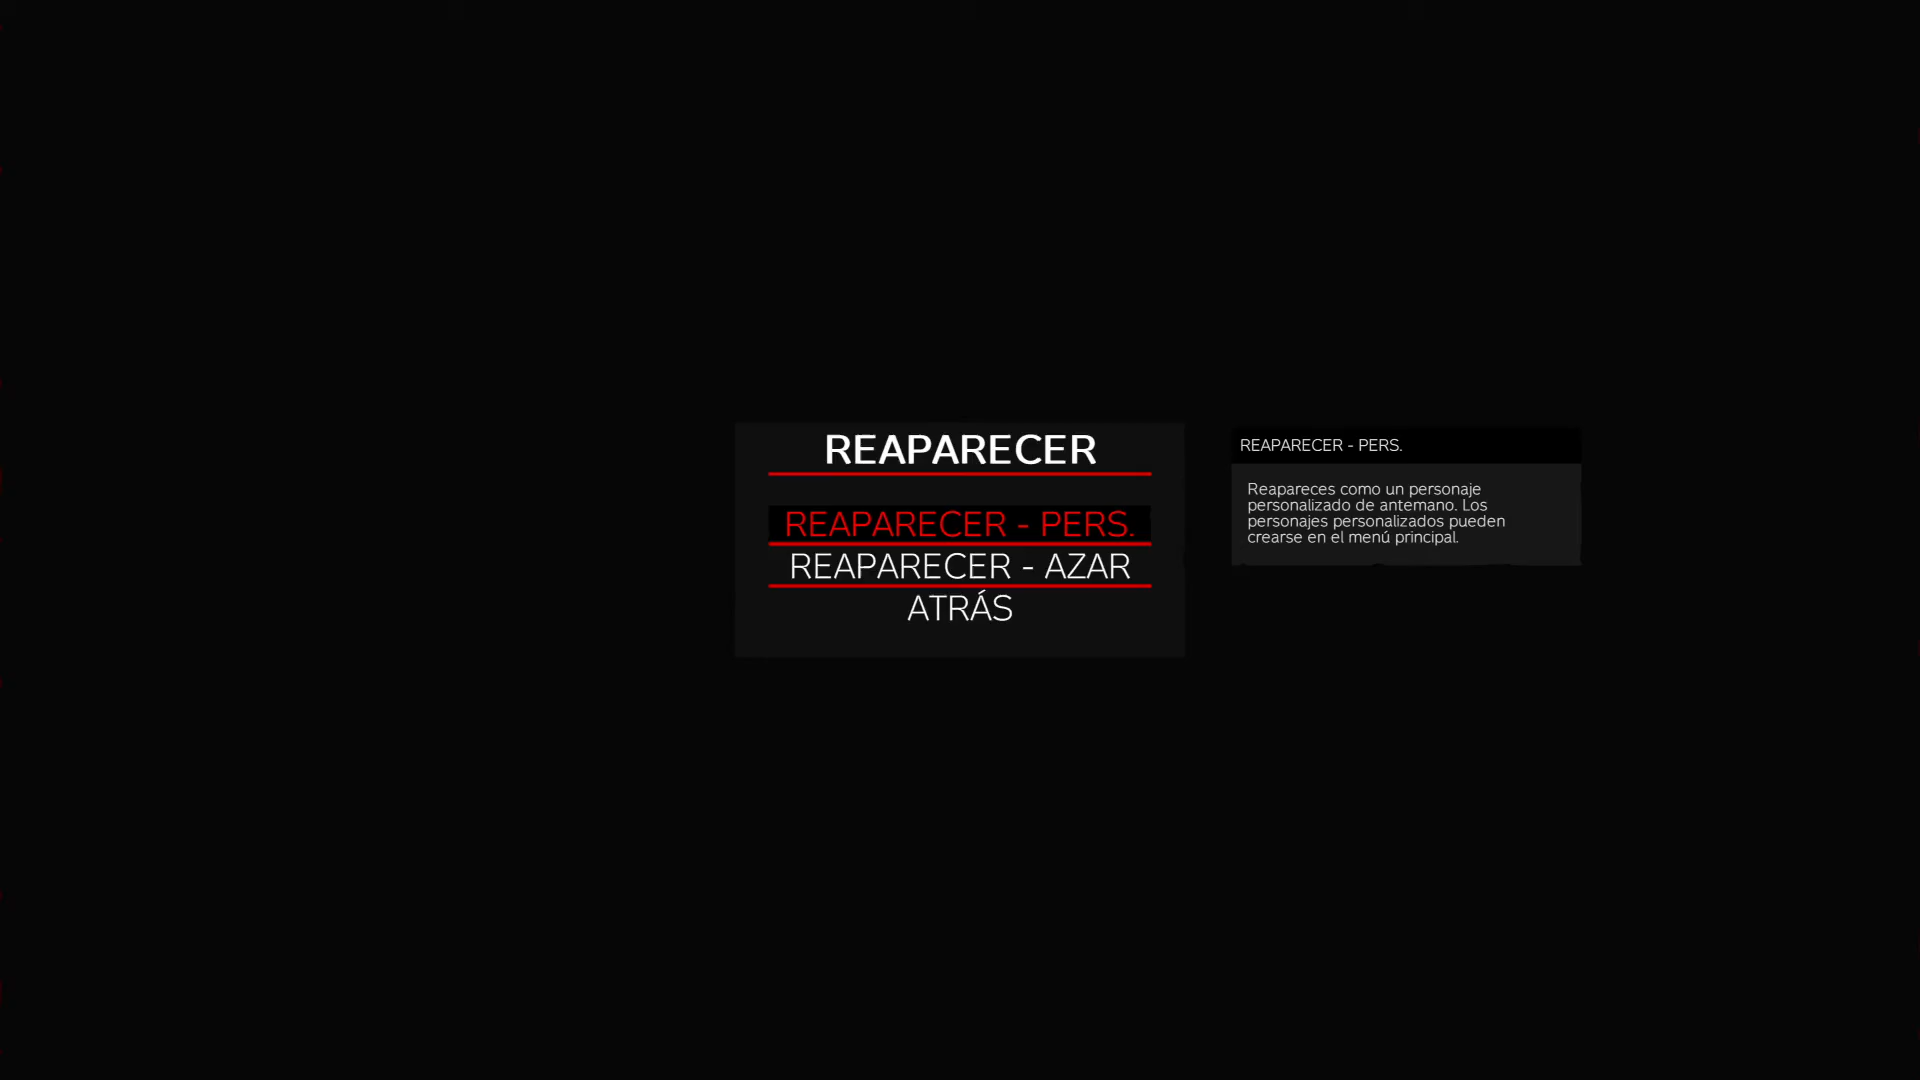 REAPARECER
REAPARECER - PERS.
REAPARECER - AZAR
ATRÁS
REAPARECER - PERS.
Reapareces como un personaje
personalizado de antemano. Los
personajes personalizados pueden
crearse en el menú principal.